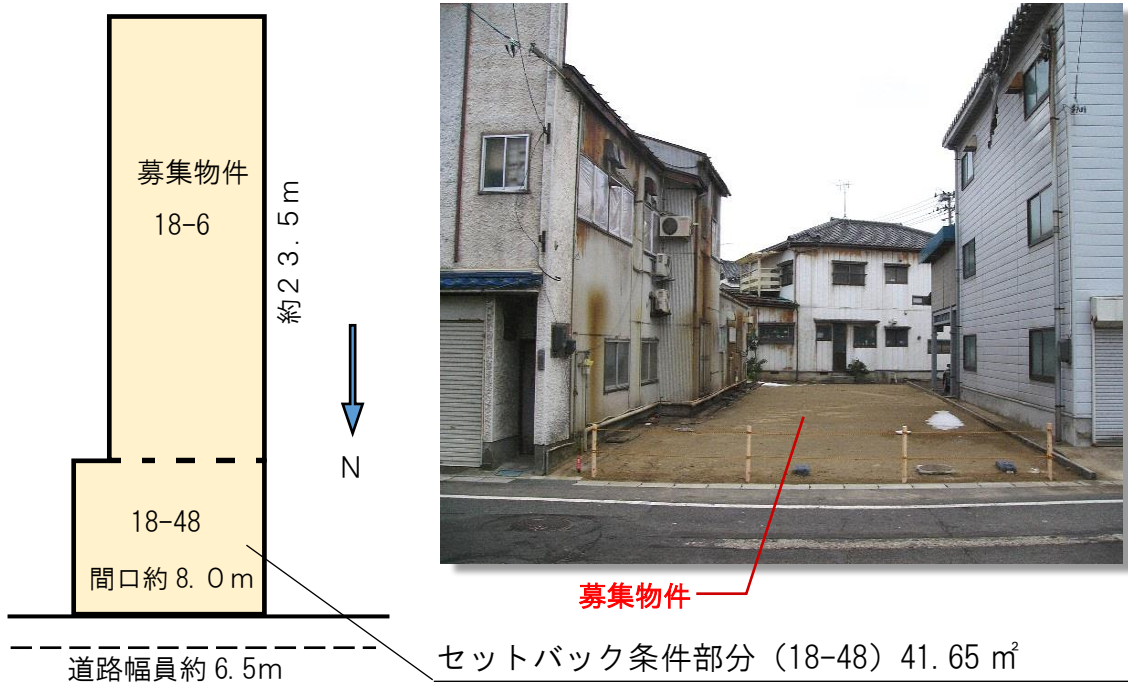 募集物件
18-6
約23.5m
N
18-48
間口約8.0m
道路幅員約6.5m
募集物件
セットバック条件部分（18-48）41.65㎡